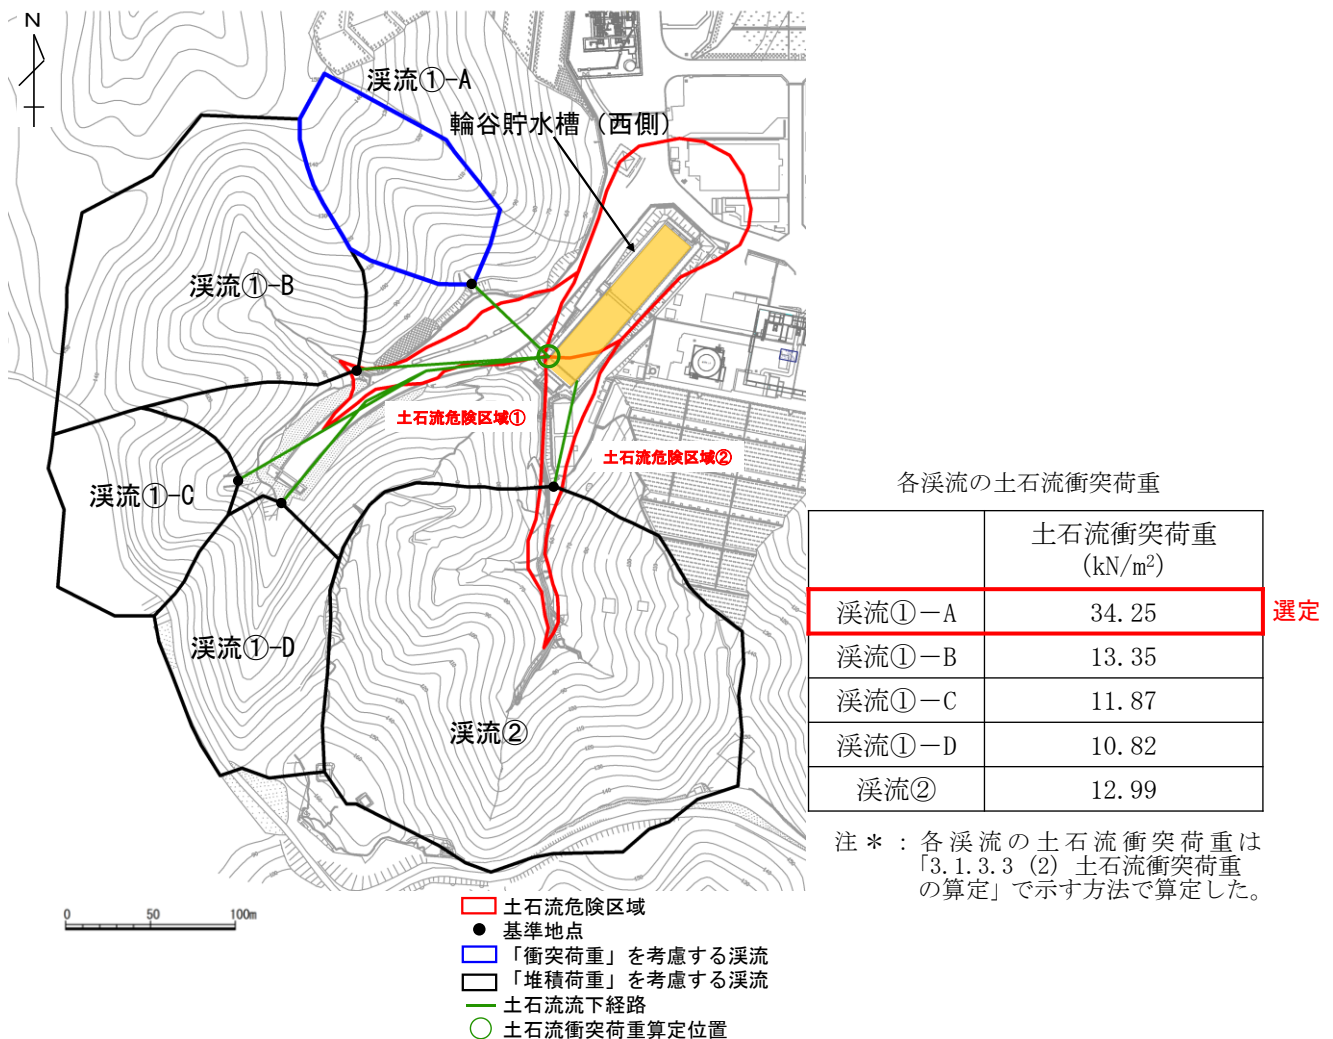 N
渓流①-A
輪谷貯水槽（西側）
渓流①-B
土石流危険区域①
土石流危険区域②
渓流①-C
渓流①-D
渓流②
0 50 100m
土石流危険区域
基準地点
「衝突荷重」を考慮する渓流
「堆積荷重」を考慮する渓流
土石流流下経路
土石流衝突荷重算定位置
各渓流の土石流衝突荷重
土石流衝突荷重
(kN/m²)
渓流①－A 34.25 選定
渓流①－B 13.35
渓流①－C 11.87
渓流①－D 10.82
渓流② 12.99
注＊：各渓流の土石流衝突荷重は
「3.1.3.3 (2) 土石流衝突荷重
の算定」で示す方法で算定した。